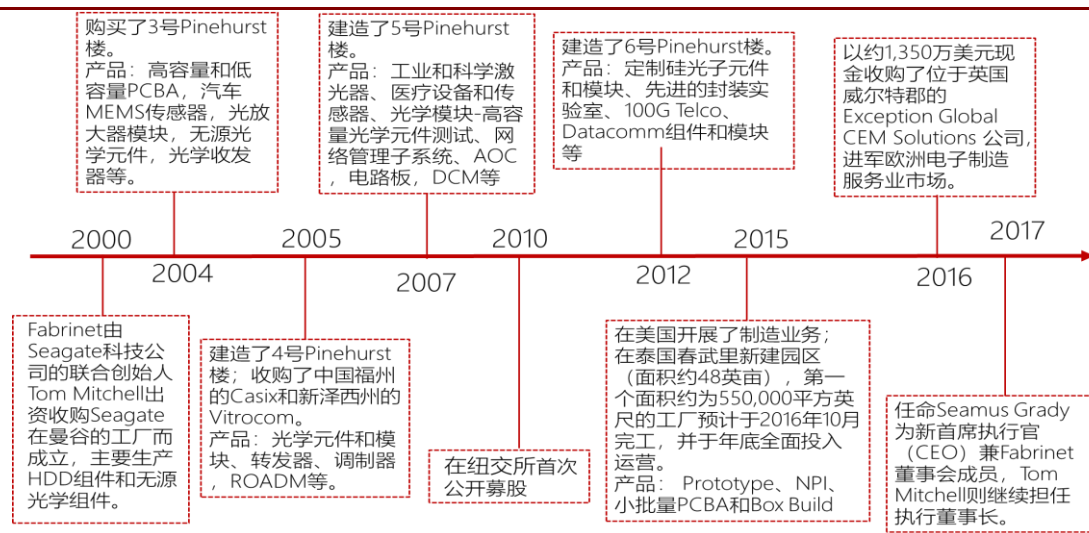 购买了3号Pinehurst
楼。
产品：高容量和低
容量PCBA，汽车
MEMS传感器，光放
大器模块，无源光
学元件，光学收发
器等。
建造了5号Pinehurst
楼。
产品：工业和科学激
光器、医疗设备和传
感器、光学模块-高容
量光学元件测试、网
络管理子系统、AOC
，电路板，DCM等
建造了6号Pinehurst楼。
产品：定制硅光子元件
和模块、先进的封装实
验室、100G Telco、
Datacomm组件和模块
等
以约1,350万美元现
金收购了位于英国
威尔特郡的
Exception Global
CEM Solutions 公司，
进军欧洲电子制造
服务业市场。
2000
2005
2010
2015
2017
2004
2007
2012
2016
Fabrinet由
Seagate科技公
司的联合创始人
Tom Mitchell出
资收购Seagate
在曼谷的工厂而
成立，主要生产
HDD组件和无源
光学组件。
建造了4号Pinehurst
楼；收购了中国福州
的Casix和新泽西州的
Vitrocom。
产品：光学元件和模
块、转发器、调制器
，ROADM等。
在纽交所首次
公开募股
在美国开展了制造业务；
在泰国春武里新建园区
（面积约48英亩），第一
个面积约为550,000平方英
尺的工厂预计于2016年10月
完工，并于年底全面投入
运营。
产品： Prototype、NPI、
小批量PCBA和Box Build
任命Seamus Grady
为新首席执行官
（CEO）兼Fabrinet
董事会成员，Tom
Mitchell则继续担任
执行董事长。